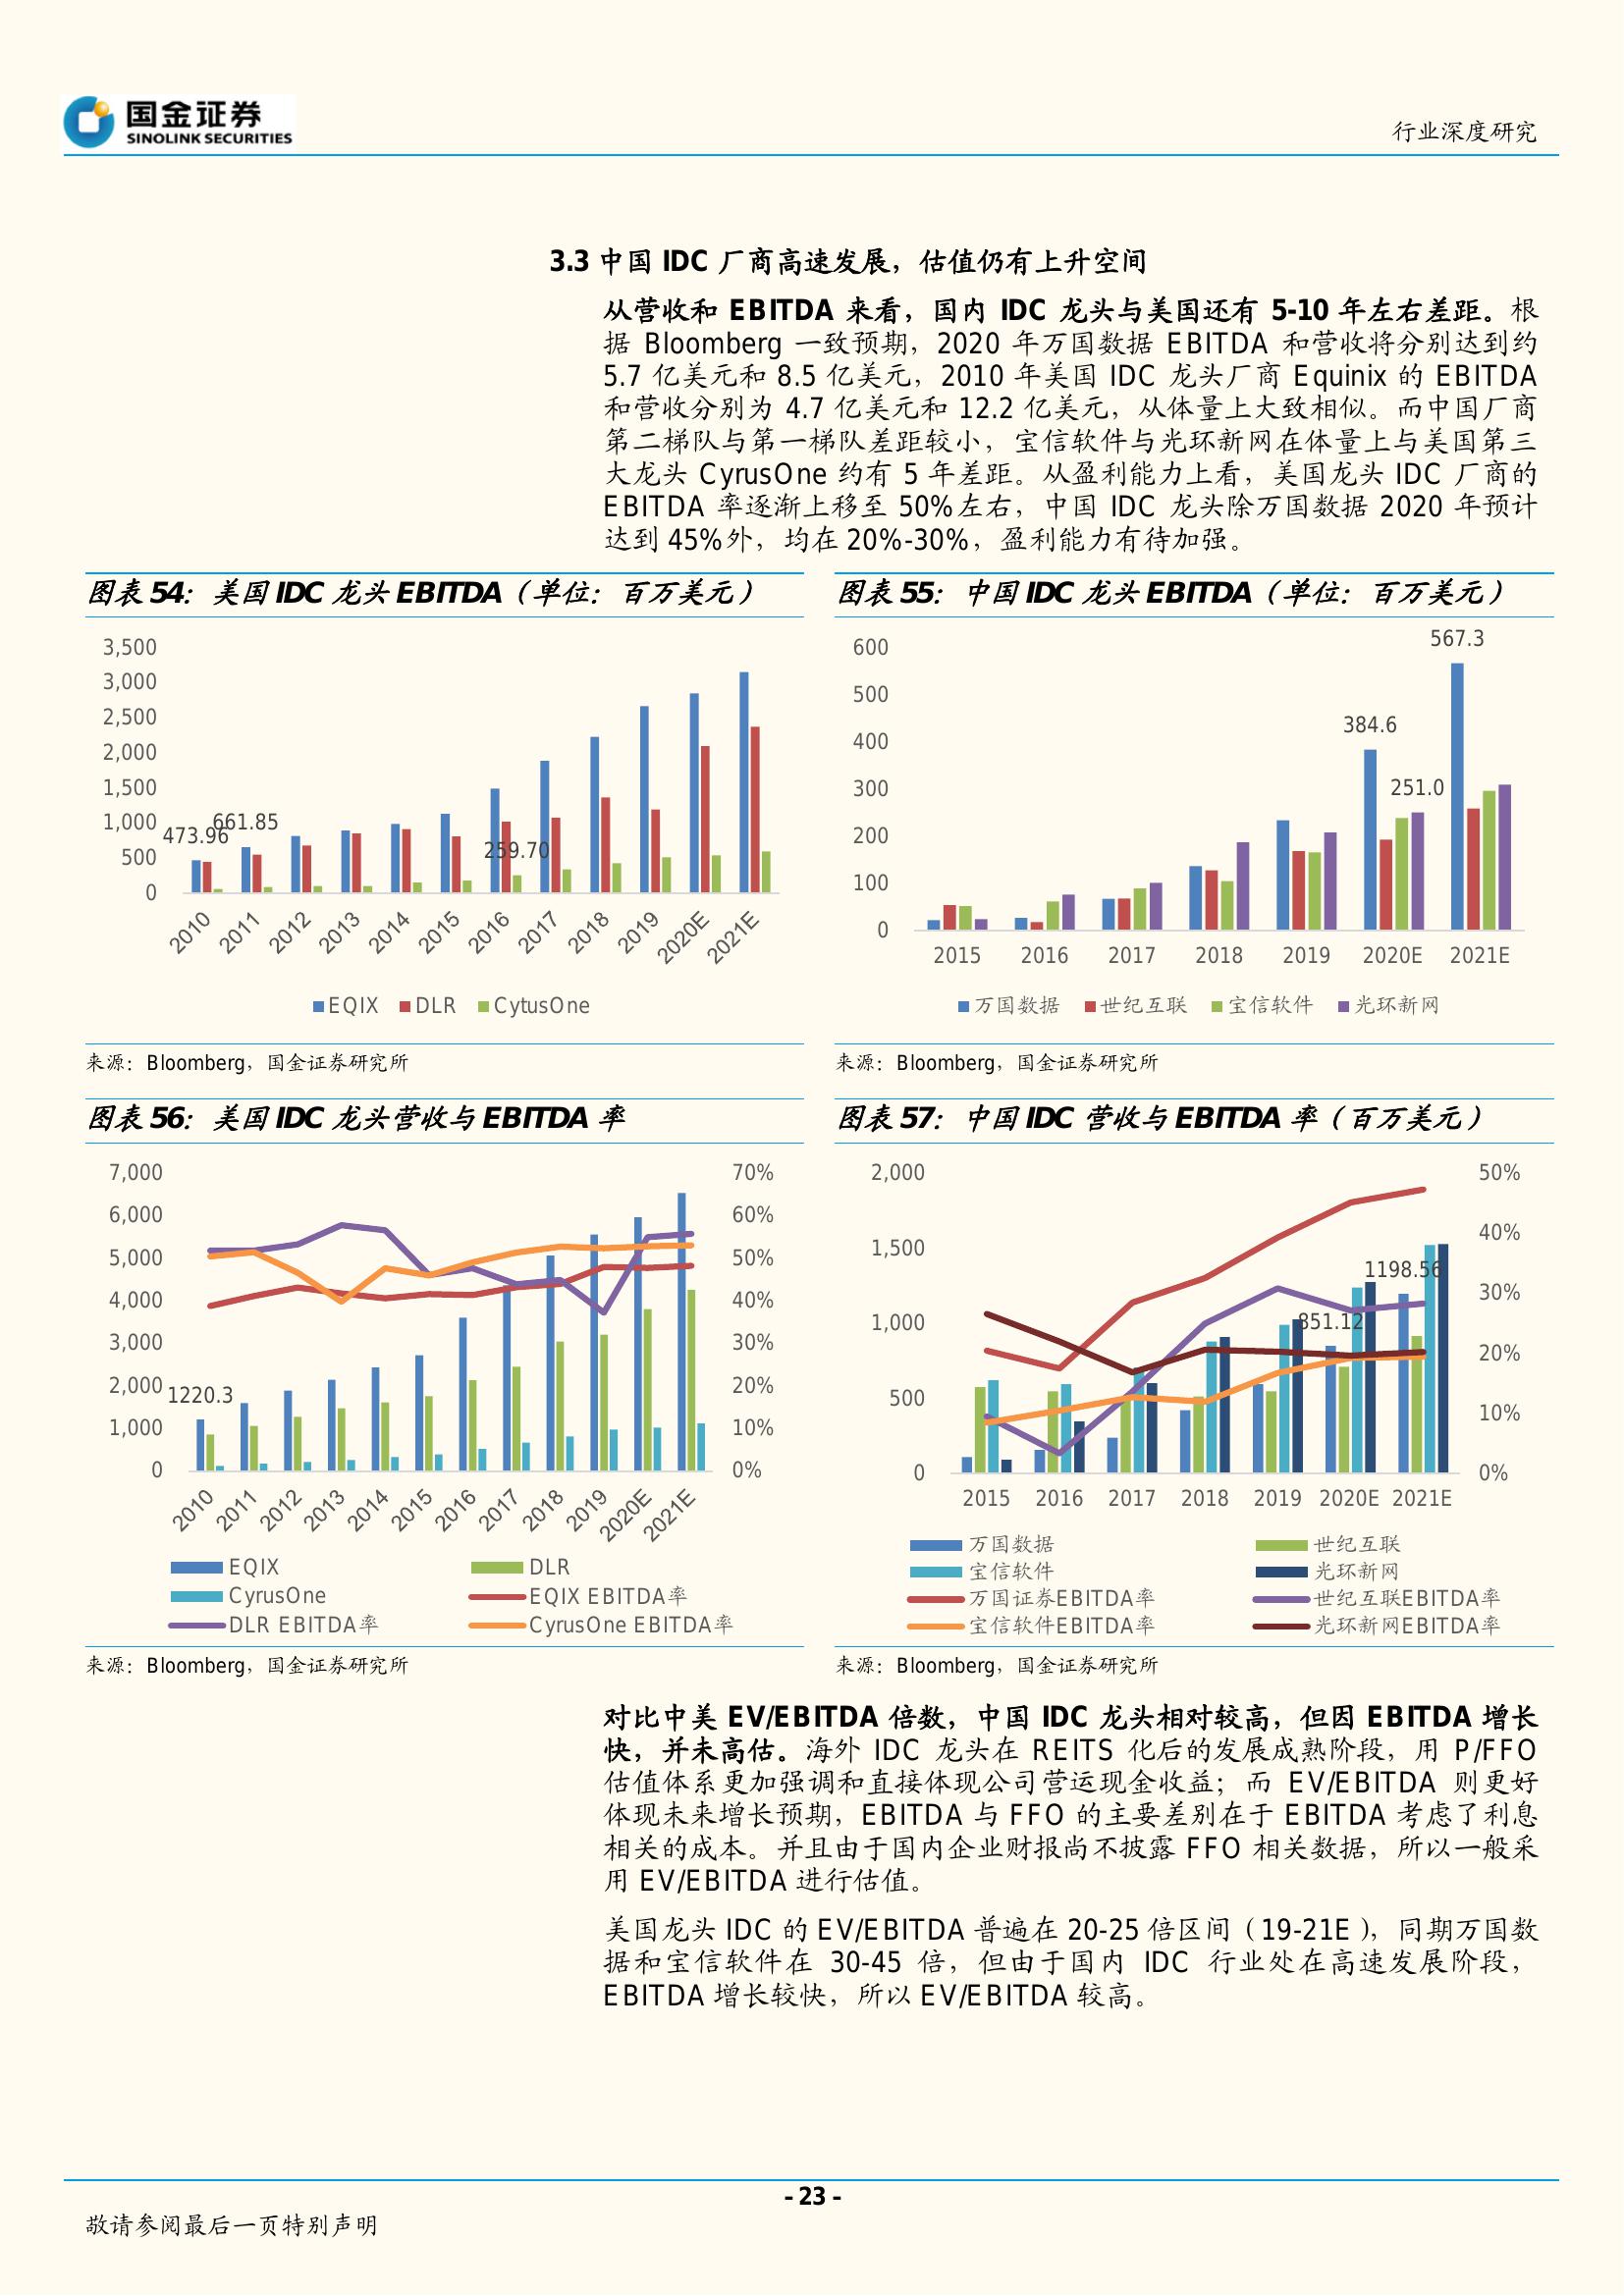 国金证券
SINOLINK SECURITIES
行业深度研究
3.3 中国 IDC 厂商高速发展，估值仍有上升空间
从营收和 EBITDA 来看，国内 IDC 龙头与美国还有 5-10 年左右差距。根
据 Bloomberg 一致预期，2020 年万国数据 EBITDA 和营收将分别达到约
5.7 亿美元和 8.5 亿美元，2010 年美国 IDC 龙头厂商 Equinix 的 EBITDA
和营收分别为 4.7 亿美元和 12.2 亿美元，从体量上大致相似。而中国厂商
第二梯队与第一梯队差距较小，宝信软件与光环新网在体量上与美国第三
大龙头 CyrusOne 约有 5 年差距。从盈利能力上看，美国龙头 IDC 厂商的
EBITDA 率逐渐上移至 50%左右，中国 IDC 龙头除万国数据 2020 年预计
达到 45%外，均在 20%-30%，盈利能力有待加强。
图表 54：美国 IDC 龙头 EBITDA（单位：百万美元）
3,500
3,000
2,500
2,000
1,500
1,000
500
0
473.96
661.85
259.70
2010
2011
2012
2013
2014
2015
2016
2017
2018
2019
2020E
2021E
EQIX DLR CytusOne
来源：Bloomberg，国金证券研究所
图表 55：中国 IDC 龙头 EBITDA（单位：百万美元）
600
500
400
300
200
100
0
384.6
251.0
567.3
2015 2016 2017 2018 2019 2020E 2021E
万国数据 世纪互联 宝信软件 光环新网
来源：Bloomberg，国金证券研究所
图表 56：美国 IDC 龙头营收与 EBITDA 率
7,000
6,000
5,000
4,000
3,000
2,000
1,000
0
1220.3
70%
60%
50%
40%
30%
20%
10%
0%
2010
2011
2012
2013
2014
2015
2016
2017
2018
2019
2020E
2021E
EQIX DLR
CyrusOne EQIX EBITDA率
DLR EBITDA率 CyrusOne EBITDA率
来源：Bloomberg，国金证券研究所
图表 57：中国 IDC 营收与 EBITDA 率（百万美元）
2,000
1,500
1,000
500
0
851.12
1198.56
50%
40%
30%
20%
10%
0%
2015 2016 2017 2018 2019 2020E 2021E
万国数据 世纪互联
宝信软件 光环新网
万国证券EBITDA率 世纪互联EBITDA率
宝信软件EBITDA率 光环新网EBITDA率
来源：Bloomberg，国金证券研究所
对比中美 EV/EBITDA 倍数，中国 IDC 龙头相对较高，但因 EBITDA 增长
快，并未高估。海外 IDC 龙头在 REITS 化后的发展成熟阶段，用 P/FFO
估值体系更加强调和直接体现公司营运现金收益；而 EV/EBITDA 则更好
体现未来增长预期，EBITDA 与 FFO 的主要差别在于 EBITDA 考虑了利息
相关的成本。并且由于国内企业财报尚不披露 FFO 相关数据，所以一般采
用 EV/EBITDA 进行估值。
美国龙头 IDC 的 EV/EBITDA 普遍在 20-25 倍区间（19-21E），同期万国数
据和宝信软件在 30-45 倍，但由于国内 IDC 行业处在高速发展阶段，
EBITDA 增长较快，所以 EV/EBITDA 较高。
- 23 -
敬请参阅最后一页特别声明